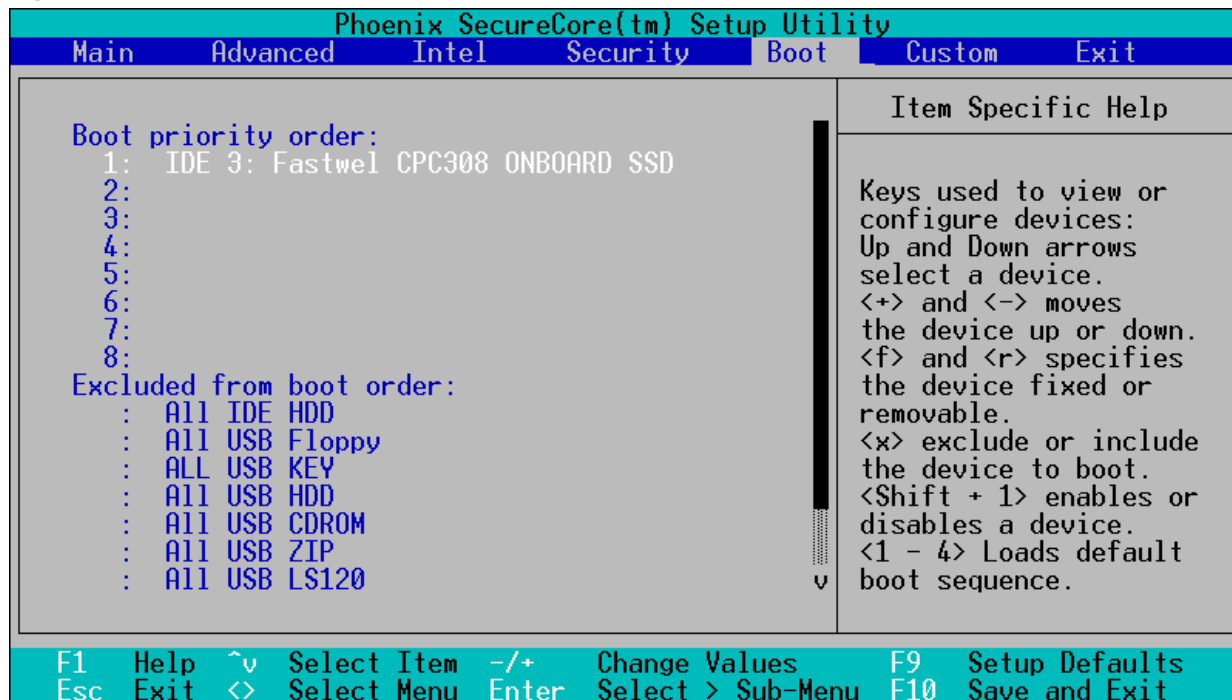 Phoenix SecureCore(tm) Setup Utility
Main Advanced Intel Security Boot Custom Exit
Boot priority order:
1: IDE 3: Fastwel CPC308 ONBOARD SSD
2:
3:
4:
5:
6:
7:
8:
Excluded from boot order:
: All IDE HDD
: All USB Floppy
: ALL USB KEY
: All USB HDD
: All USB CDROM
: All USB ZIP
: All USB LS120
v
Item Specific Help
Keys used to view or
configure devices:
Up and Down arrows
select a device.
<+> and <-> moves
the device up or down.
<f> and <r> specifies
the device fixed or
removable.
<x> exclude or include
the device to boot.
<Shift + 1> enables or
disables a device.
<1 - 4> Loads default
boot sequence.
F1 Help ^v Select Item -/+ Change Values F9 Setup Defaults
Esc Exit <> Select Menu Enter Select > Sub-Menu F10 Save and Exit